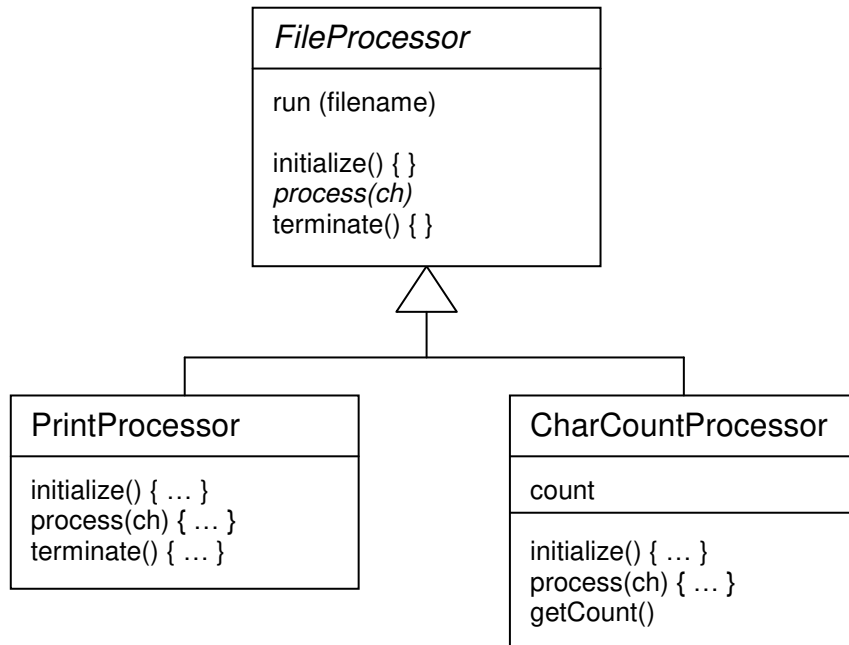 FileProcessor
run (filename)
initialize() { }
process(ch)
terminate() { }
PrintProcessor
initialize() { … }
process(ch) { … }
terminate() { … }
CharCountProcessor
count
initialize() { … }
process(ch) { … }
getCount()